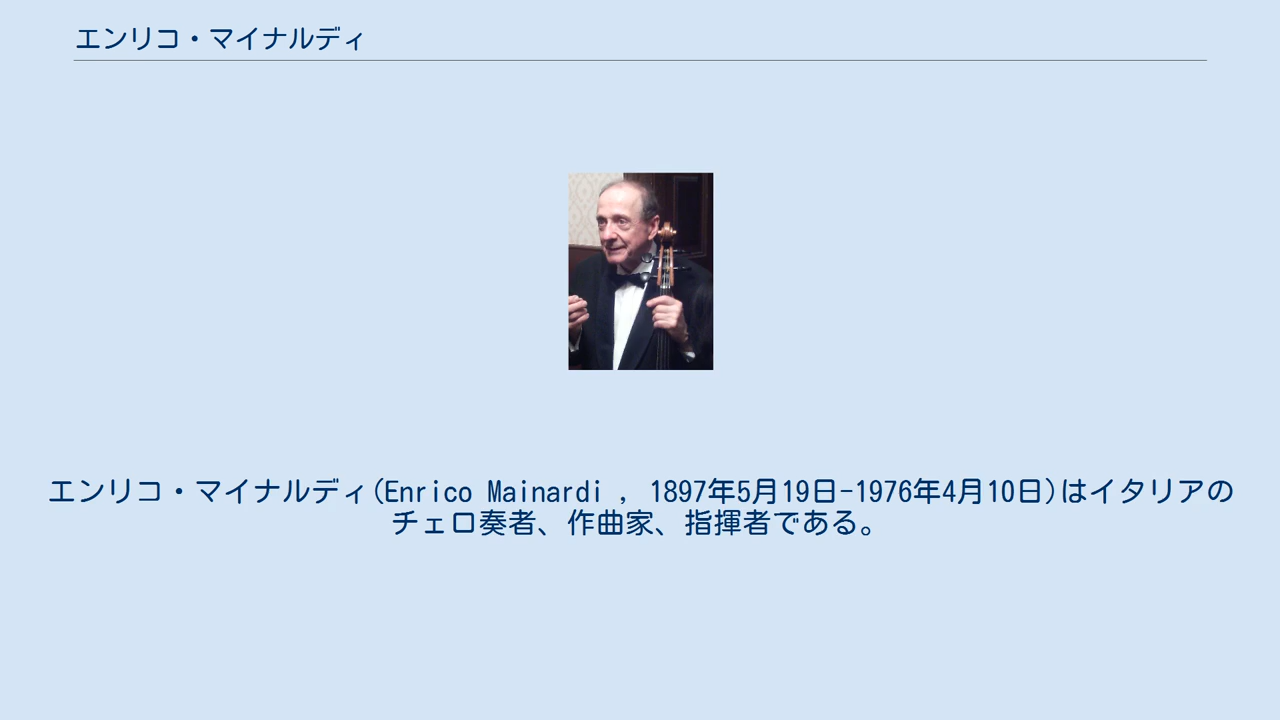 エンリコ・マイナルディ
エンリコ・マイナルディ(Enrico Mainardi , 1897年5月19日-1976年4月10日)はイタリアの
チェロ奏者、作曲家、指揮者である。